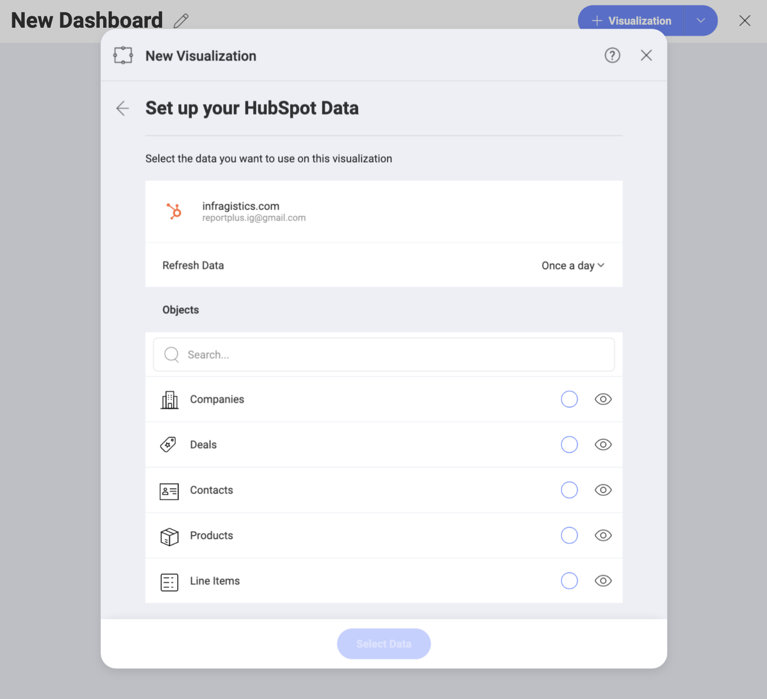 New Dashboard
+ Visualization
New Visualization
?
Set up your HubSpot Data
Select the data you want to use on this visualization
infragistics.com
reportplus.ig@gmail.com
Refresh Data
Once a day
Objects
Search...
Companies
Deals
Contacts
Products
Line Items
Select Data